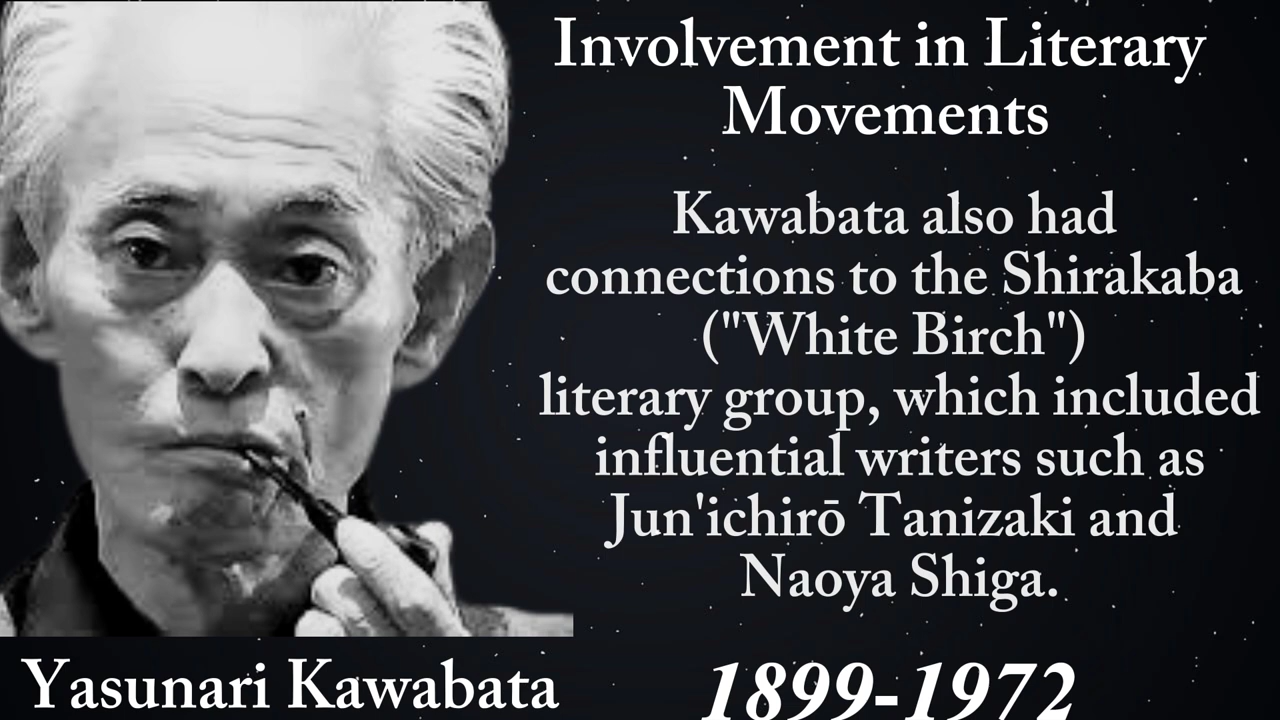 Involvement in Literary
Movements
Kawabata also had
connections to the Shirakaba
("White Birch")
literary group, which included
influential writers such as
Jun'ichirō Tanizaki and
Naoya Shiga.
Yasunari Kawabata
1899-1972